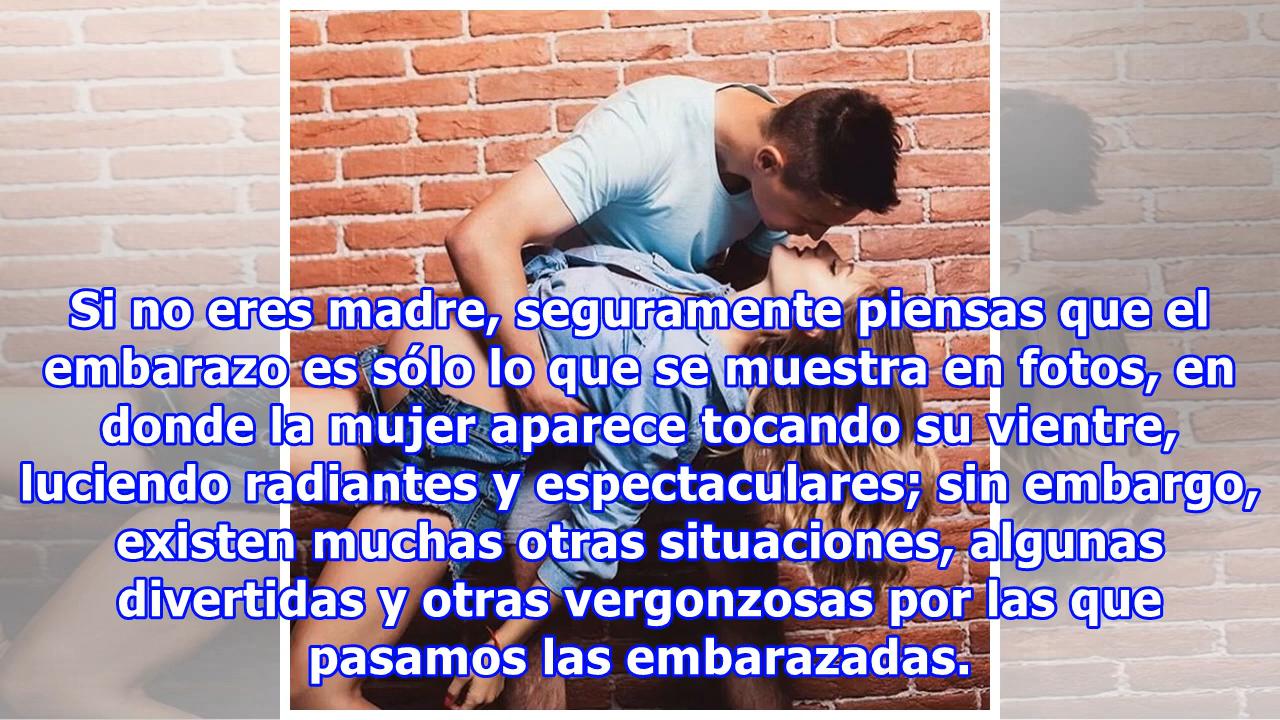 Si no eres madre, seguramente piensas que el
embarazo es sólo lo que se muestra en fotos, en
donde la mujer aparece tocando su vientre,
luciendo radiantes y espectaculares; sin embargo,
existen muchas otras situaciones, algunas
divertidas y otras vergonzosas por las que
pasamos las embarazadas.